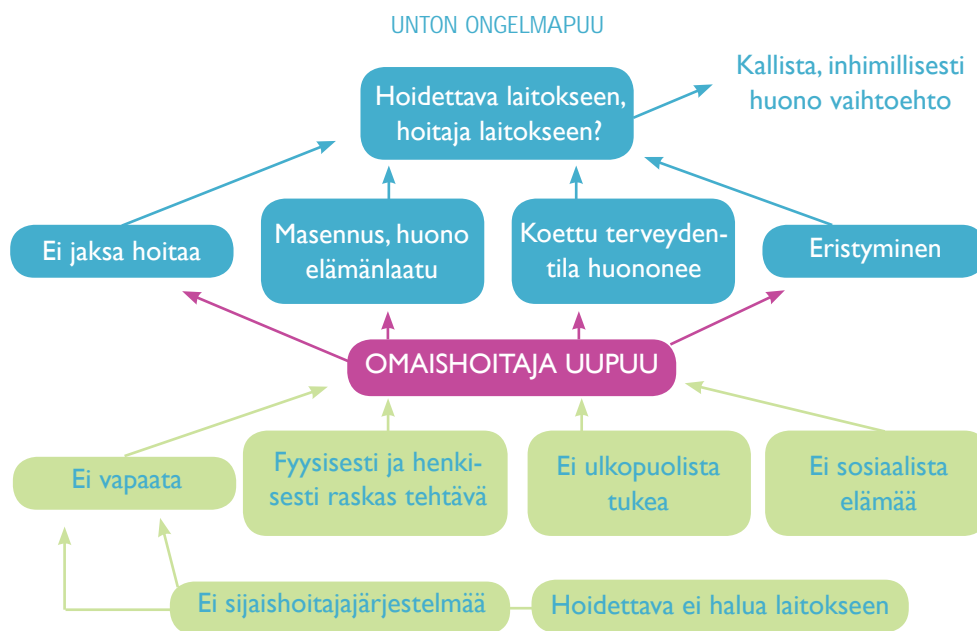 UNTON ONGELMAPUU
Kallista, inhimillisesti
huono vaihtoehto
Hoidettava laitokseen,
hoitaja laitokseen?
Ei jaksa hoitaa
Masennus, huono
elämänlaatu
Koettu terveyden-
tila huononee
Eristyminen
OMAISHOITAJA UUPUU
Ei vapaata
Fyysisesti ja henki-
sesti raskas tehtävä
Ei ulkopuolista
tukea
Ei sosiaalista
elämää
Ei sijaishoitajajärjestelmää
Hoidettava ei halua laitokseen